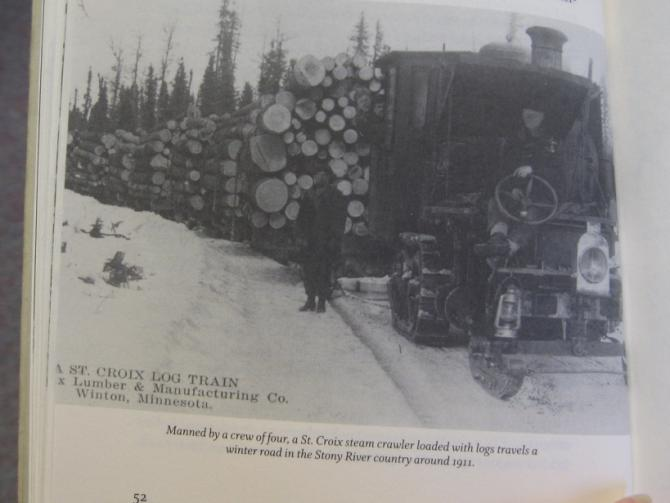 A ST. CROIX LOG TRAIN
x Lumber & Manufacturing Co.
Winton, Minnesota.
Manned by a crew of four, a St. Croix steam crawler loaded with logs travels a
winter road in the Stony River country around 1911.
52